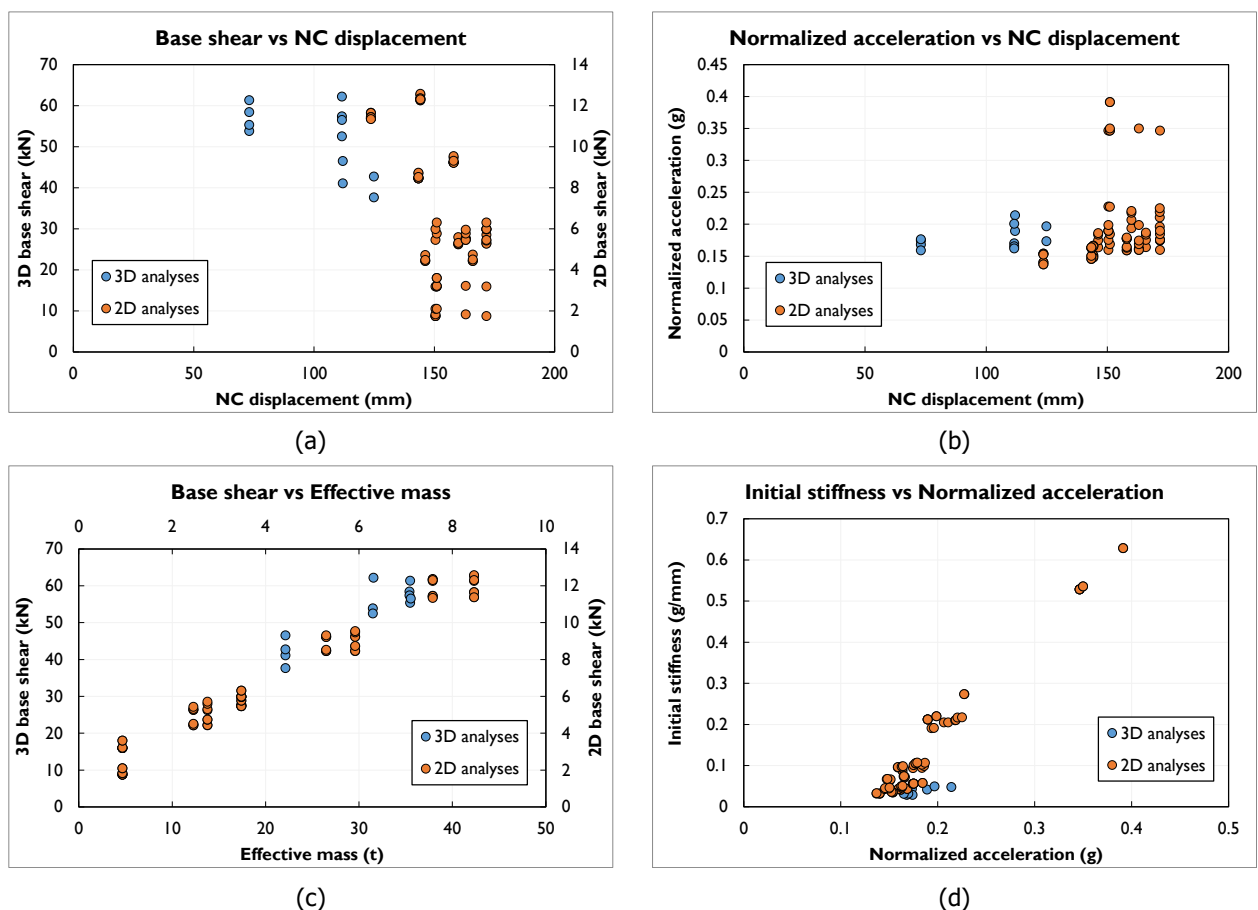 Base shear vs NC displacement
70
60
50
40
30
20
10
0
3D base shear (kN)
14
12
10
8
6
4
2
0
2D base shear (kN)
3D analyses
2D analyses
0 50 100 150 200
NC displacement (mm)
(a)
Normalized acceleration vs NC displacement
0.45
0.4
0.35
0.3
0.25
0.2
0.15
0.1
0.05
0
Normalized acceleration (g)
3D analyses
2D analyses
0 50 100 150 200
NC displacement (mm)
(b)
Base shear vs Effective mass
0 2 4 6 8 10
70
60
50
40
30
20
10
0
3D base shear (kN)
14
12
10
8
6
4
2
0
2D base shear (kN)
3D analyses
2D analyses
0 10 20 30 40 50
Effective mass (t)
(c)
Initial stiffness vs Normalized acceleration
0.7
0.6
0.5
0.4
0.3
0.2
0.1
0
Initial stiffness (g/mm)
3D analyses
2D analyses
0 0.1 0.2 0.3 0.4 0.5
Normalized acceleration (g)
(d)